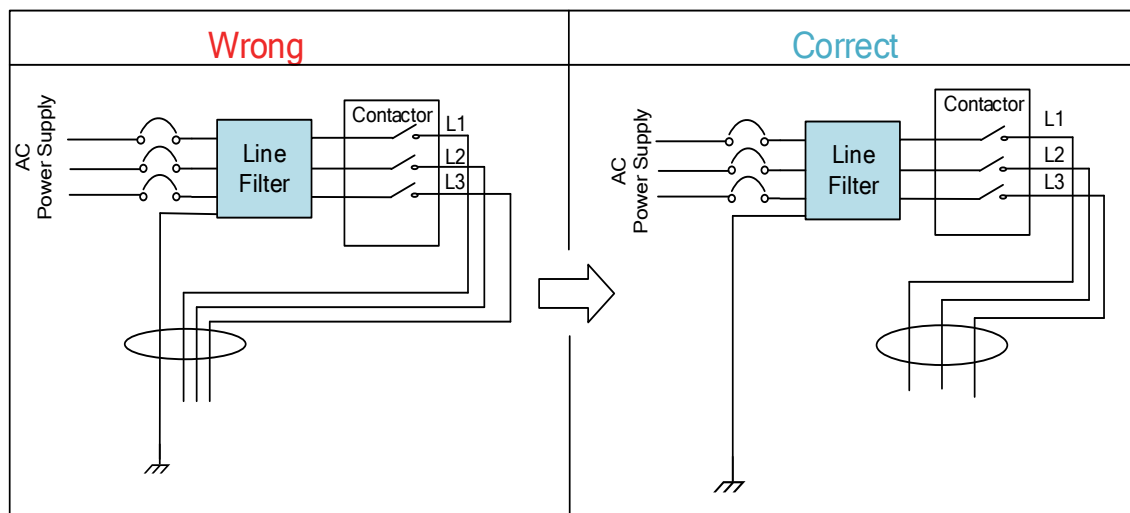 Wrong
AC
Power Supply
Line
Filter
Contactor
L1
L2
L3
Correct
AC
Power Supply
Line
Filter
Contactor
L1
L2
L3